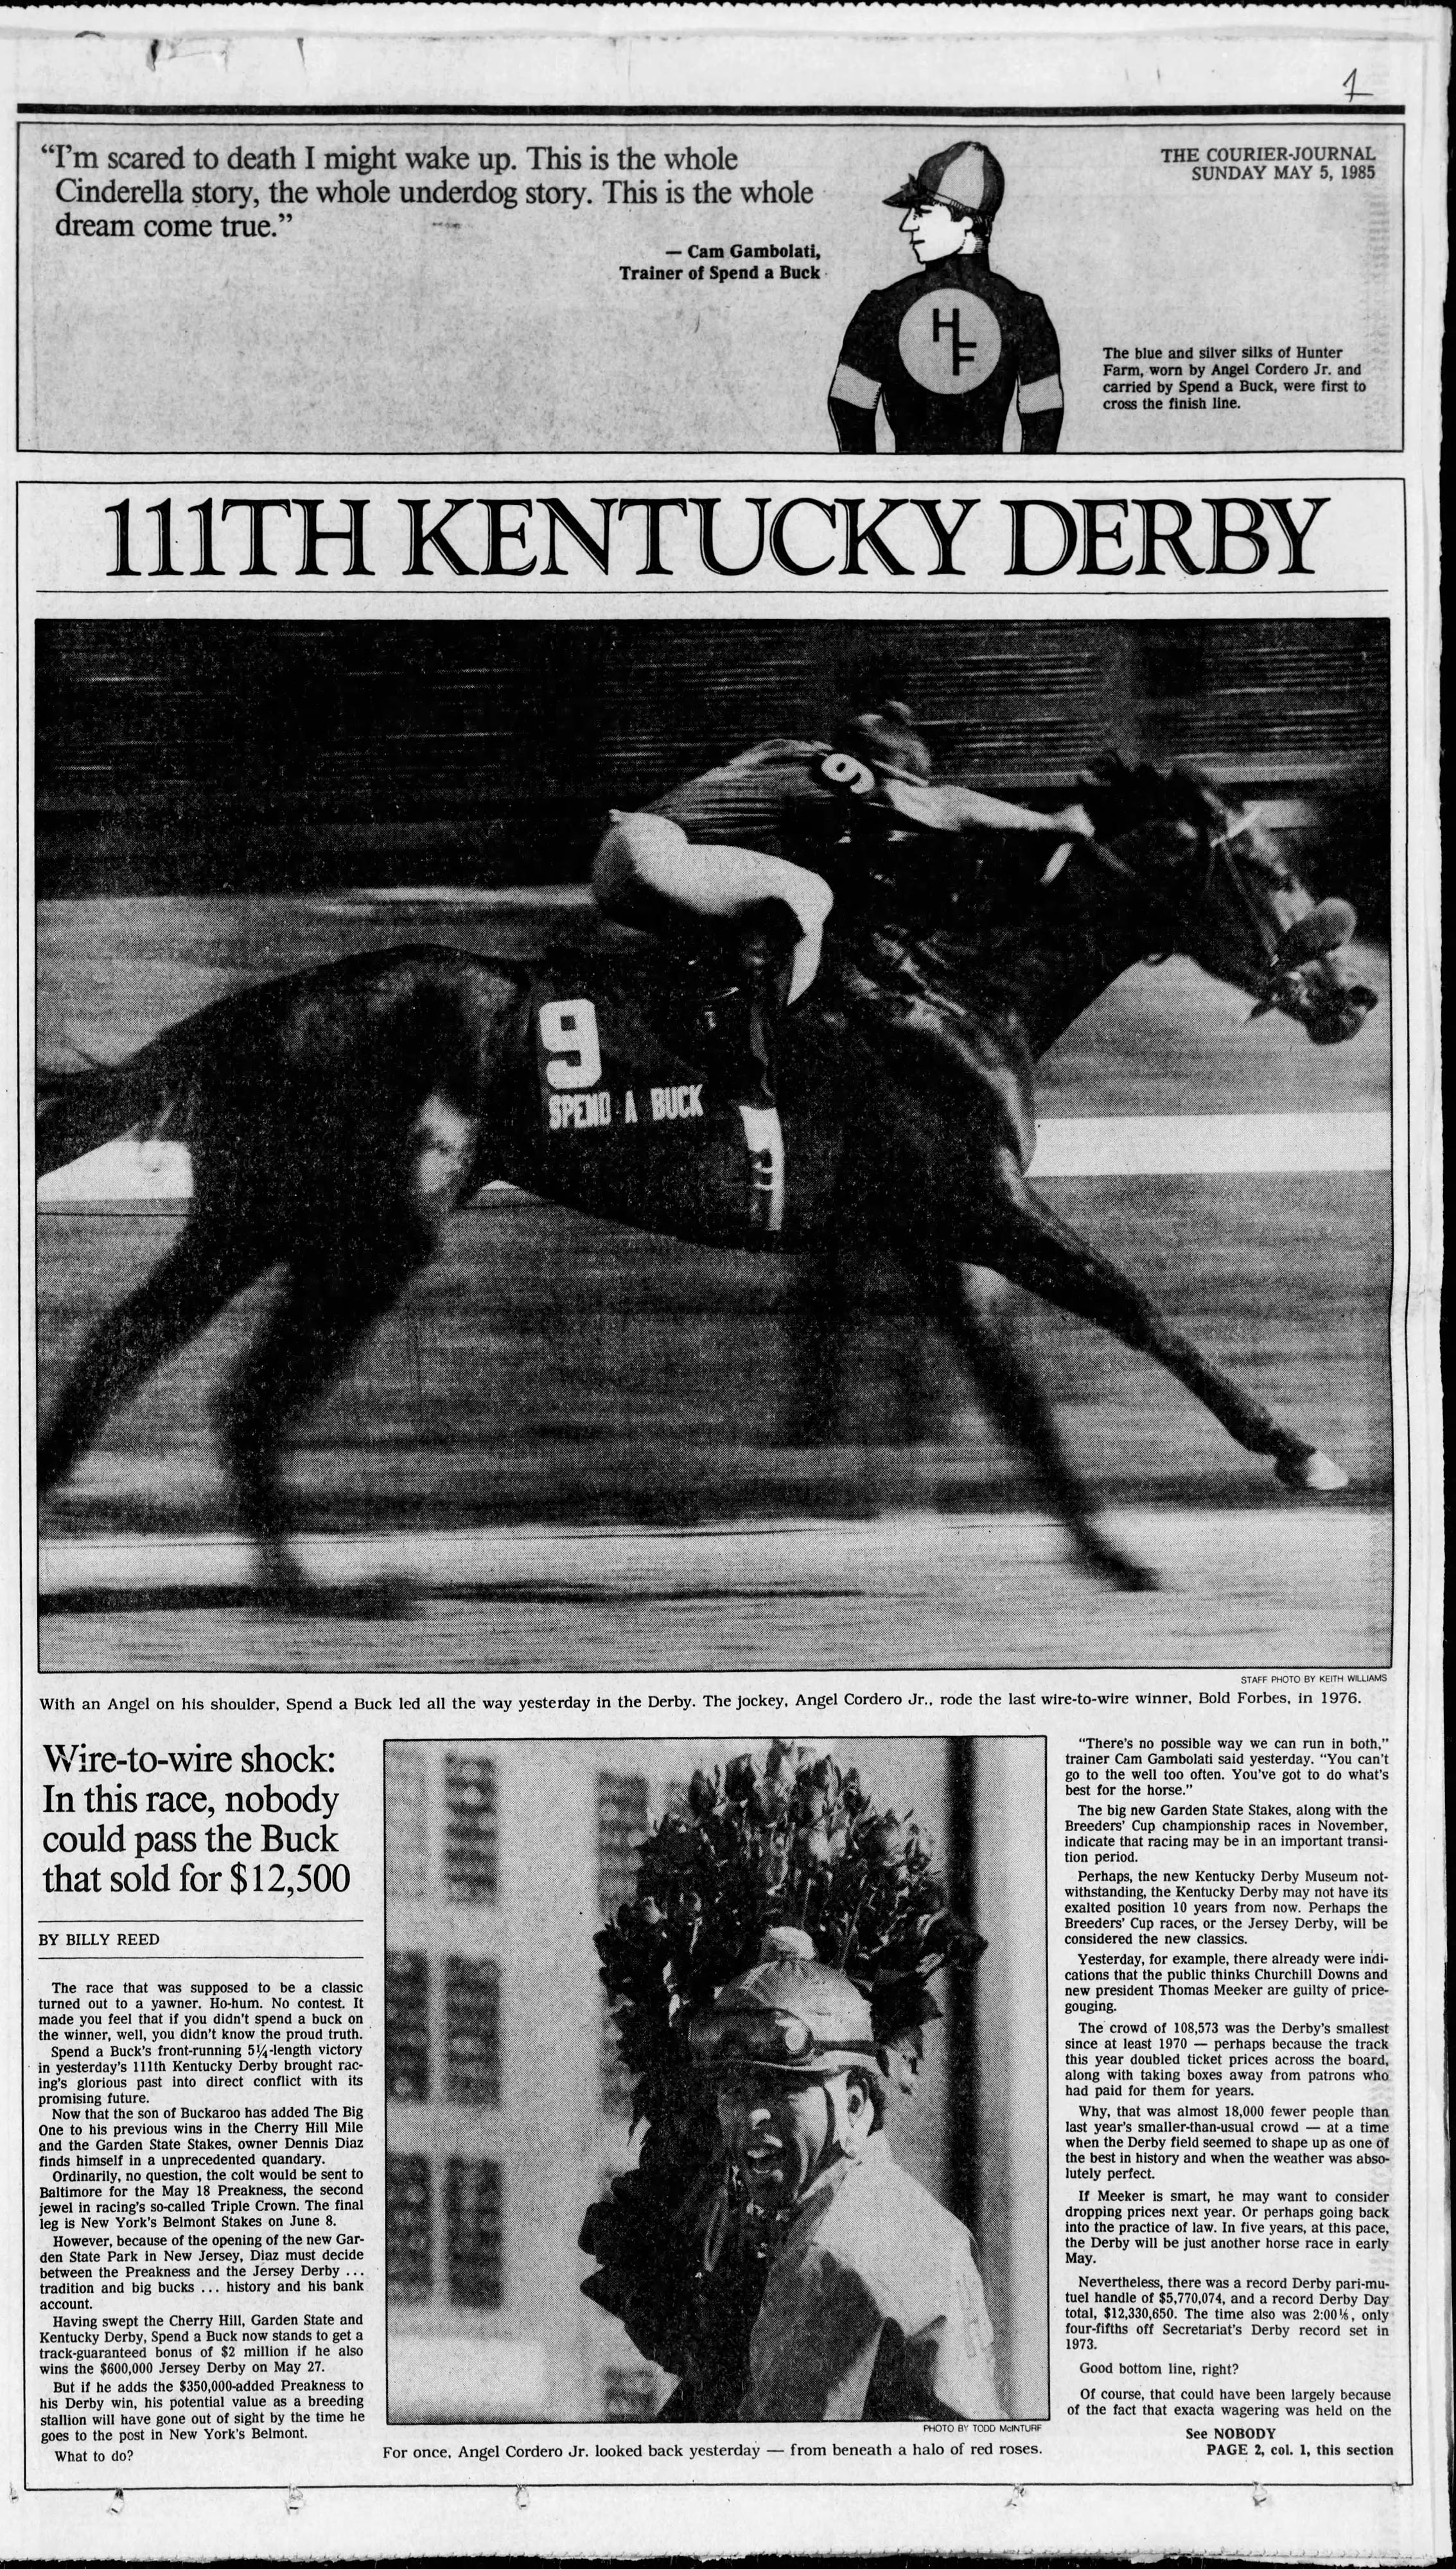 1
“I’m scared to death I might wake up. This is the whole
Cinderella story, the whole underdog story. This is the whole
dream come true.”
— Cam Gambolati,
Trainer of Spend a Buck
THE COURIER-JOURNAL
SUNDAY MAY 5, 1985
H
F
The blue and silver silks of Hunter
Farm, worn by Angel Cordero Jr. and
carried by Spend a Buck, were first to
cross the finish line.
111TH KENTUCKY DERBY
9
9
SPEND A BUCK
STAFF PHOTO BY KEITH WILLIAMS
With an Angel on his shoulder, Spend a Buck led all the way yesterday in the Derby. The jockey, Angel Cordero Jr., rode the last wire-to-wire winner, Bold Forbes, in 1976.
Wire-to-wire shock:
In this race, nobody
could pass the Buck
that sold for $12,500
BY BILLY REED
The race that was supposed to be a classic
turned out to a yawner. Ho-hum. No contest. It
made you feel that if you didn’t spend a buck on
the winner, well, you didn’t know the proud truth.
Spend a Buck’s front-running 5¼-length victory
in yesterday’s 111th Kentucky Derby brought rac-
ing’s glorious past into direct conflict with its
promising future.
Now that the son of Buckaroo has added The Big
One to his previous wins in the Cherry Hill Mile
and the Garden State Stakes, owner Dennis Diaz
finds himself in a unprecedented quandary.
Ordinarily, no question, the colt would be sent to
Baltimore for the May 18 Preakness, the second
jewel in racing’s so-called Triple Crown. The final
leg is New York’s Belmont Stakes on June 8.
However, because of the opening of the new Gar-
den State Park in New Jersey, Diaz must decide
between the Preakness and the Jersey Derby ...
tradition and big bucks ... history and his bank
account.
Having swept the Cherry Hill, Garden State and
Kentucky Derby, Spend a Buck now stands to get a
track-guaranteed bonus of $2 million if he also
wins the $600,000 Jersey Derby on May 27.
But if he adds the $350,000-added Preakness to
his Derby win, his potential value as a breeding
stallion will have gone out of sight by the time he
goes to the post in New York’s Belmont.
What to do?
PHOTO BY TODD McINTURF
For once, Angel Cordero Jr. looked back yesterday — from beneath a halo of red roses.
“There’s no possible way we can run in both,”
trainer Cam Gambolati said yesterday. “You can’t
go to the well too often. You’ve got to do what’s
best for the horse.”
The big new Garden State Stakes, along with the
Breeders’ Cup championship races in November,
indicate that racing may be in an important transi-
tion period.
Perhaps, the new Kentucky Derby Museum not-
withstanding, the Kentucky Derby may not have its
exalted position 10 years from now. Perhaps the
Breeders’ Cup races, or the Jersey Derby, will be
considered the new classics.
Yesterday, for example, there already were indi-
cations that the public thinks Churchill Downs and
new president Thomas Meeker are guilty of price-
gouging.
The crowd of 108,573 was the Derby’s smallest
since at least 1970 — perhaps because the track
this year doubled ticket prices across the board,
along with taking boxes away from patrons who
had paid for them for years.
Why, that was almost 18,000 fewer people than
last year’s smaller-than-usual crowd — at a time
when the Derby field seemed to shape up as one of
the best in history and when the weather was abso-
lutely perfect.
If Meeker is smart, he may want to consider
dropping prices next year. Or perhaps going back
into the practice of law. In five years, at this pace,
the Derby will be just another horse race in early
May.
Nevertheless, there was a record Derby pari-mu-
tuel handle of $5,770,074, and a record Derby Day
total, $12,330,650. The time also was 2:00⅕, only
four-fifths off Secretariat’s Derby record set in
1973.
Good bottom line, right?
Of course, that could have been largely because
of the fact that exacta wagering was held on the
See NOBODY
PAGE 2, col. 1, this section